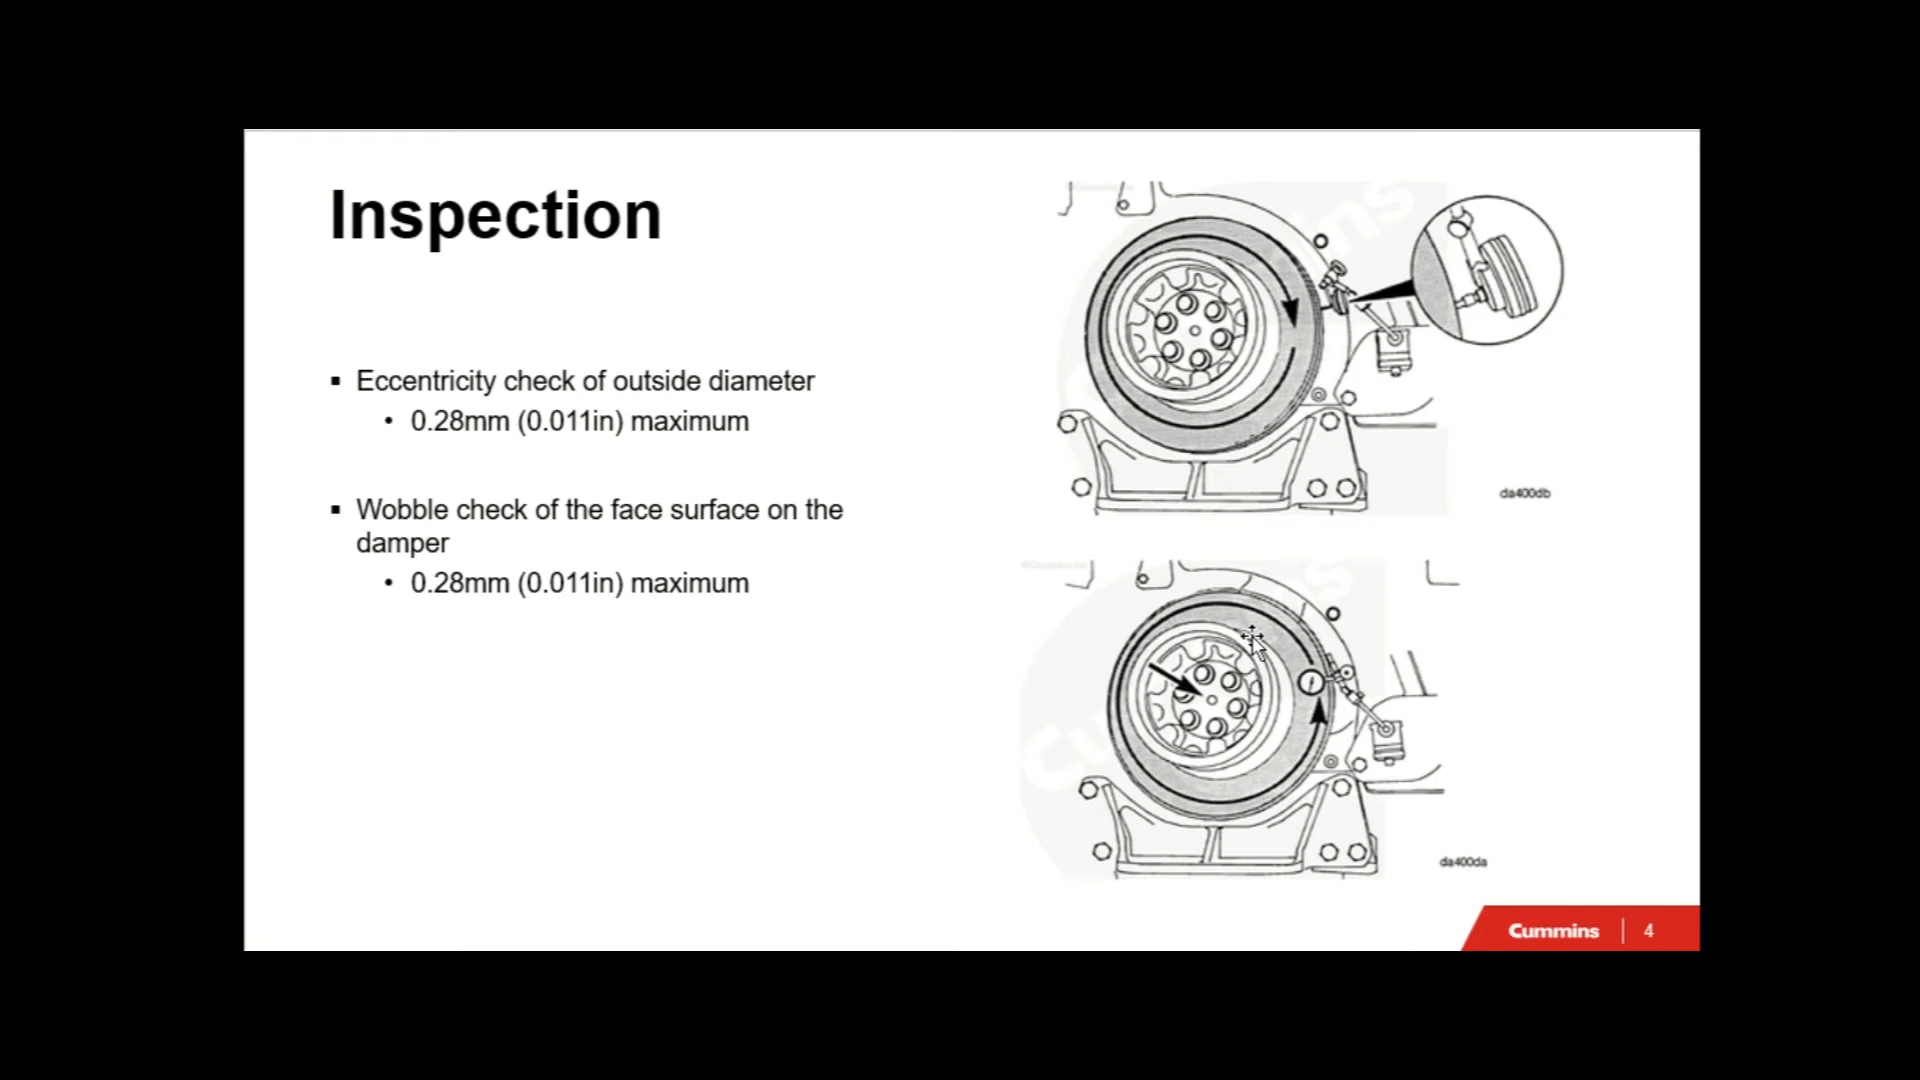 Inspection
▪ Eccentricity check of outside diameter
• 0.28mm (0.011in) maximum
▪ Wobble check of the face surface on the
damper
• 0.28mm (0.011in) maximum
da400db
da400da
Cummins | 4